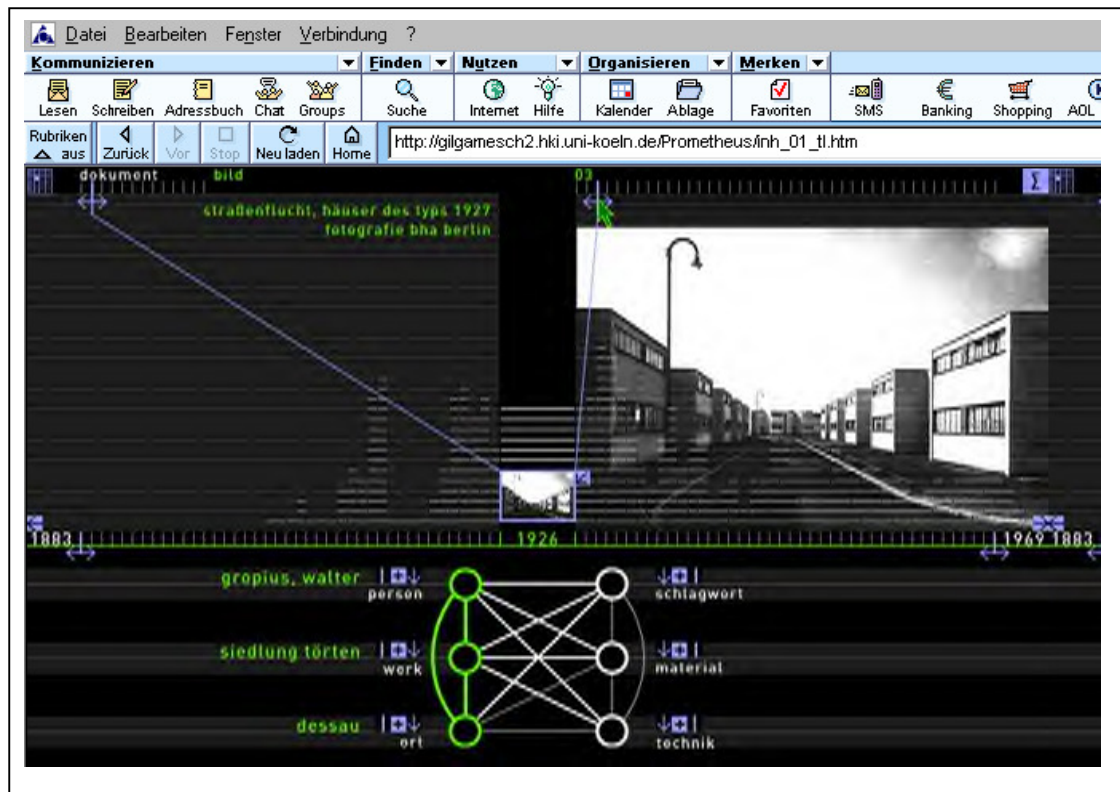 Datei Bearbeiten Fenster Verbindung ?
Kommunizieren Finden Nutzen Organisieren Merken
Lesen Schreiben Adressbuch Chat Groups Suche Internet Hilfe Kalender Ablage Favoriten SMS Banking Shopping AOL
Rubriken aus Zurück Vor Stop Neu laden Home http://gilgamesch2.hki.uni-koeln.de/Prometheus/inh_01_tl.htm
dokument bild 03 Σ
straßenflucht, häuser des typs 1927
fotografie bha berlin
1883 1926 1969 1883
gropius, walter person schlagwort
siedlung törten work material
dessau ort technik